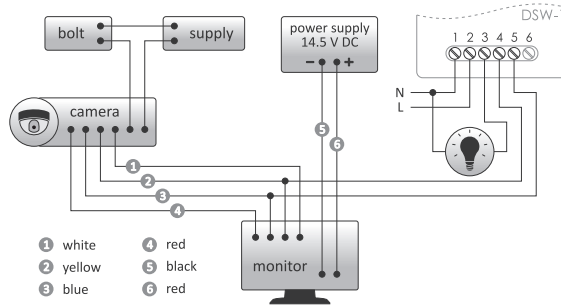 DSW-
bolt
supply
power supply
14.5 V DC
− +
1 2 3 4 5 6
N
L
camera
1
2
3
4
5
6
monitor
1 white
2 yellow
3 blue
4 red
5 black
6 red